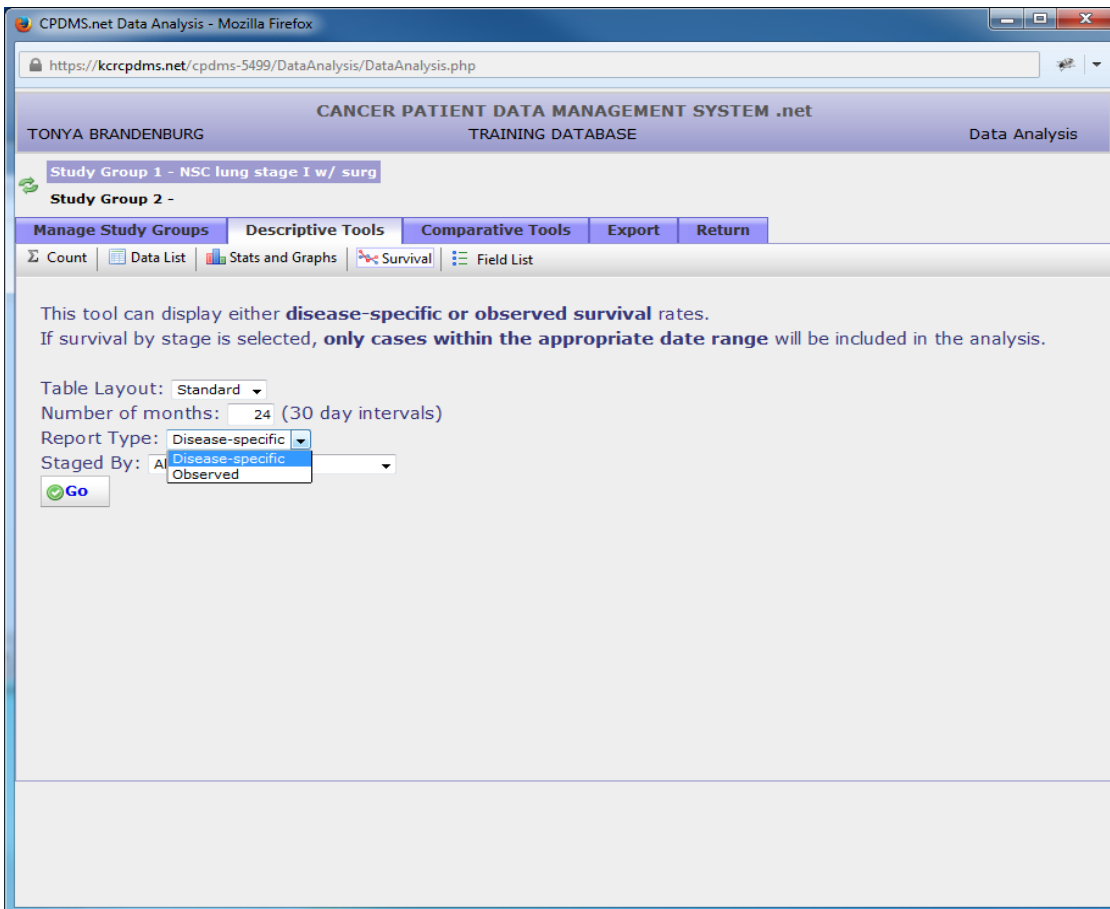 CPDMS.net Data Analysis - Mozilla Firefox
https://kcrcpdms.net/cpdms-5499/DataAnalysis/DataAnalysis.php
CANCER PATIENT DATA MANAGEMENT SYSTEM .net
TONYA BRANDENBURG TRAINING DATABASE Data Analysis
Study Group 1 - NSC lung stage I w/ surg
Study Group 2 -
Manage Study Groups Descriptive Tools Comparative Tools Export Return
Σ Count Data List Stats and Graphs Survival Field List
This tool can display either disease-specific or observed survival rates.
If survival by stage is selected, only cases within the appropriate date range will be included in the analysis.
Table Layout: Standard
Number of months: 24 (30 day intervals)
Report Type: Disease-specific
Staged By: Al
Disease-specific
Observed
Go